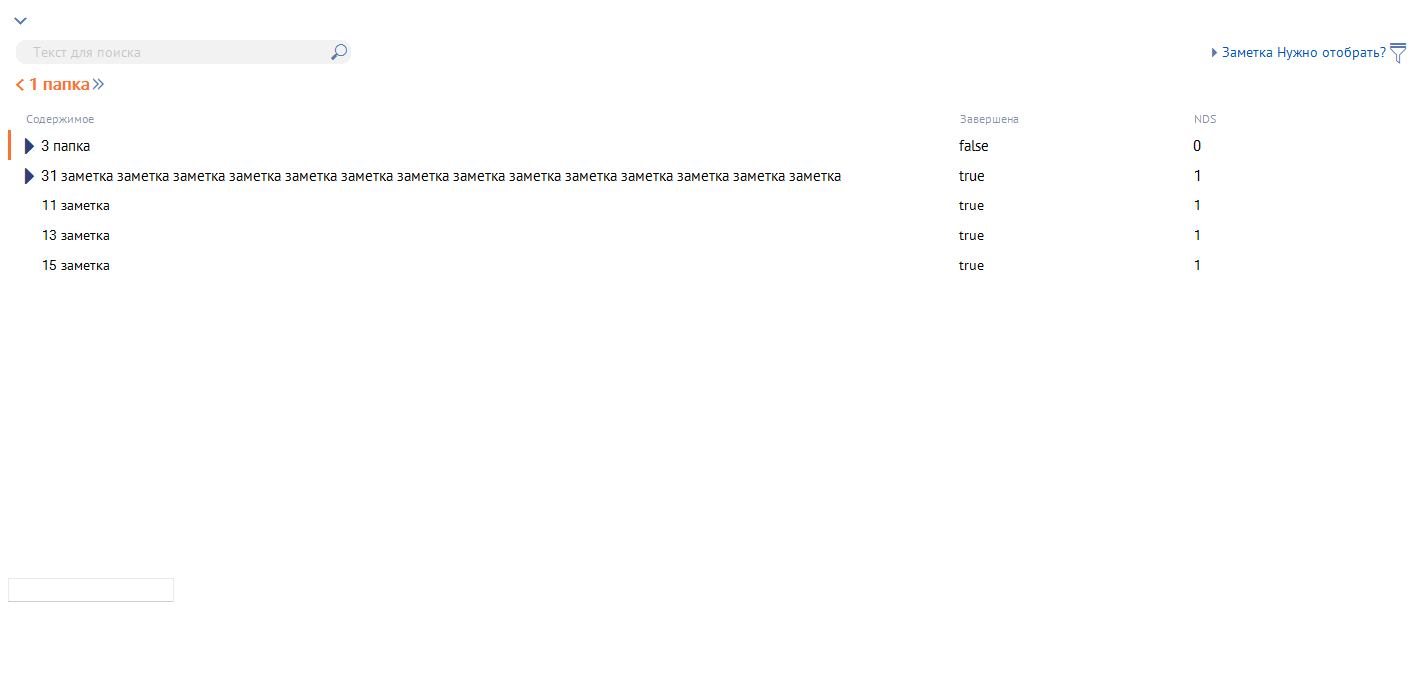 Текст для поиска
Заметка Нужно отобрать?
1 папка
Содержимое Завершена NDS
3 папка false 0
31 заметка заметка заметка заметка заметка заметка заметка заметка заметка заметка заметка заметка заметка заметка true 1
11 заметка true 1
13 заметка true 1
15 заметка true 1